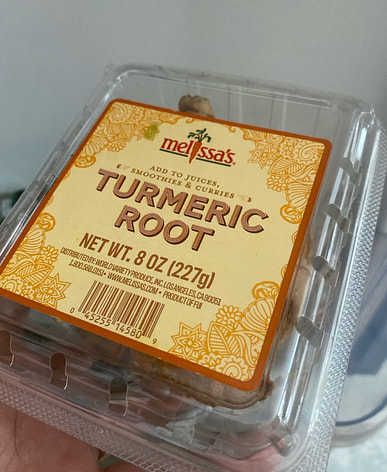 melissa's
ADD TO JUICES,
SMOOTHIES & CURRIES
TURMERIC
ROOT
NET WT. 8 OZ (227g)
DISTRIBUTED BY: WORLD VARIETY PRODUCE, INC. LOS ANGELES, CA 90051
1.800.588.0151 • WWW.MELISSAS.COM • PRODUCT OF FIJI
0 45255 14580 9